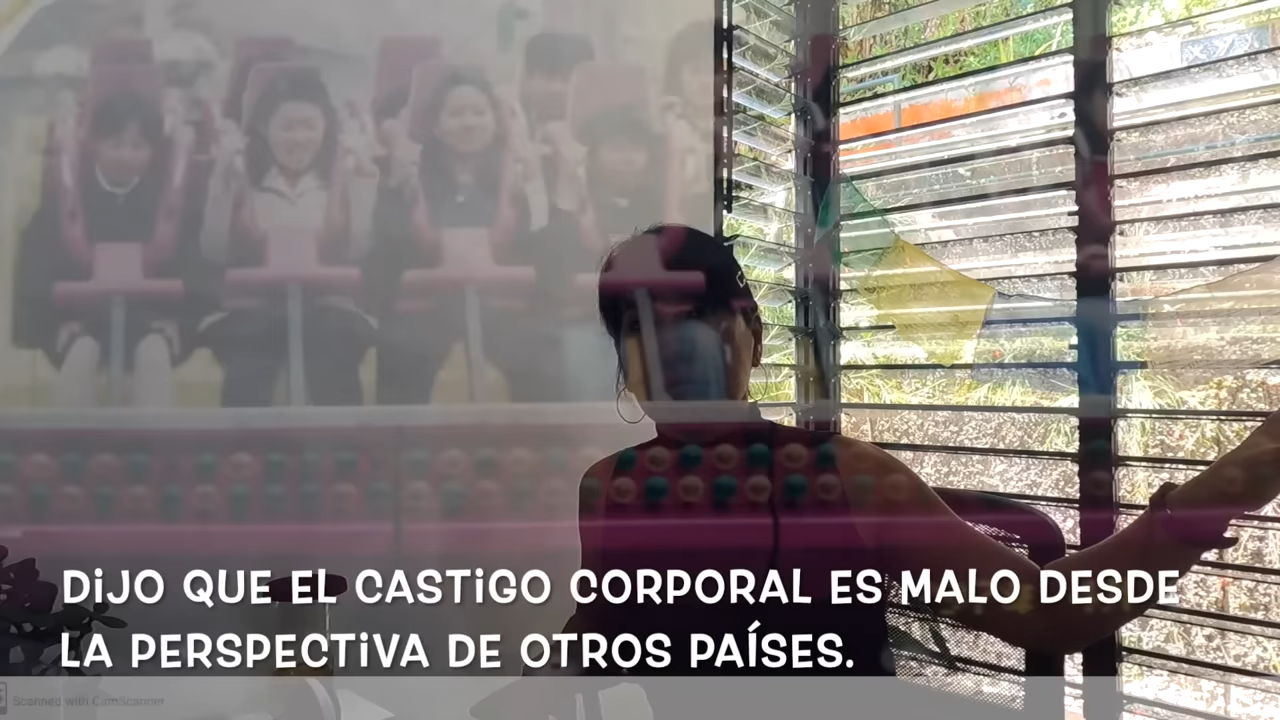 DiJO QUE EL CASTiGO CORPORAL ES MALO DESDE
LA PERSPECTiVA DE OTROS PAÍSES.
Scanned with CamScanner